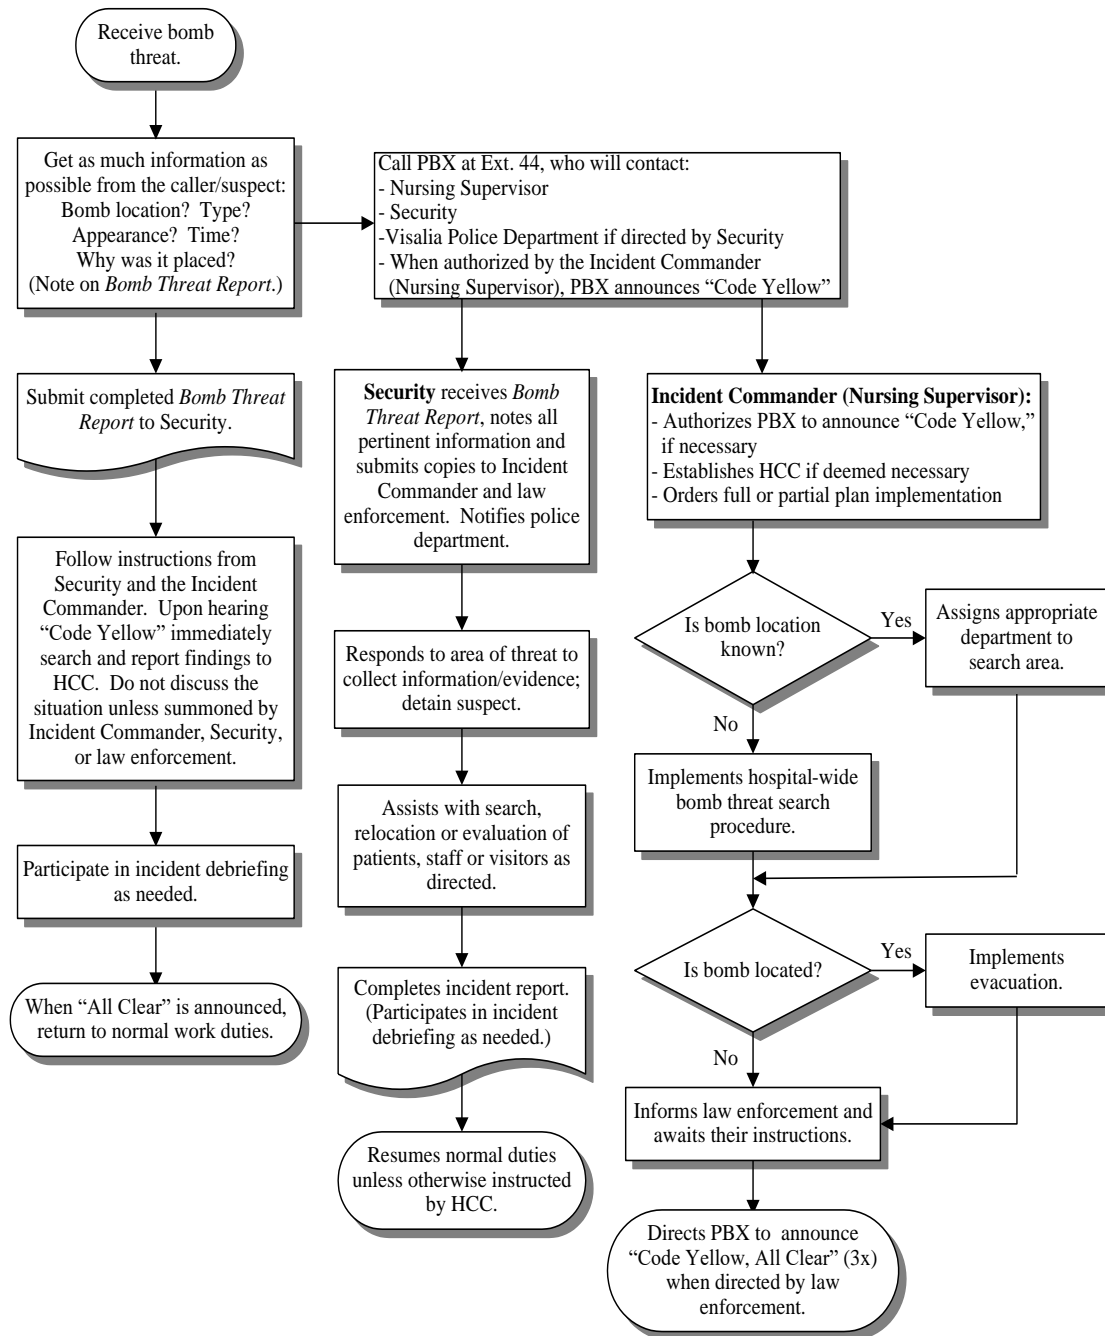 Receive bomb
threat.
Get as much information as
possible from the caller/suspect:
Bomb location?  Type?
Appearance?  Time?
Why was it placed?
(Note on Bomb Threat Report.)
Call PBX at Ext. 44, who will contact:
- Nursing Supervisor
- Security
-Visalia Police Department if directed by Security
- When authorized by the Incident Commander
(Nursing Supervisor), PBX announces “Code Yellow”
Submit completed Bomb Threat
Report to Security.
Follow instructions from
Security and the Incident
Commander.  Upon hearing
“Code Yellow” immediately
search and report findings to
HCC.  Do not discuss the
situation unless summoned by
Incident Commander, Security,
or law enforcement.
Participate in incident debriefing
as needed.
When “All Clear” is announced,
return to normal work duties.
Security receives Bomb
Threat Report, notes all
pertinent information and
submits copies to Incident
Commander and law
enforcement.  Notifies police
department.
Responds to area of threat to
collect information/evidence;
detain suspect.
Assists with search,
relocation or evaluation of
patients, staff or visitors as
directed.
Completes incident report.
(Participates in incident
debriefing as needed.)
Resumes normal duties
unless otherwise instructed
by HCC.
Incident Commander (Nursing Supervisor):
- Authorizes PBX to announce “Code Yellow,”
if necessary
- Establishes HCC if deemed necessary
- Orders full or partial plan implementation
Is bomb location
known?
Yes
Assigns appropriate
department to
search area.
No
Implements hospital-wide
bomb threat search
procedure.
Is bomb located?
Yes
Implements
evacuation.
No
Informs law enforcement and
awaits their instructions.
Directs PBX to  announce
“Code Yellow, All Clear” (3x)
when directed by law
enforcement.